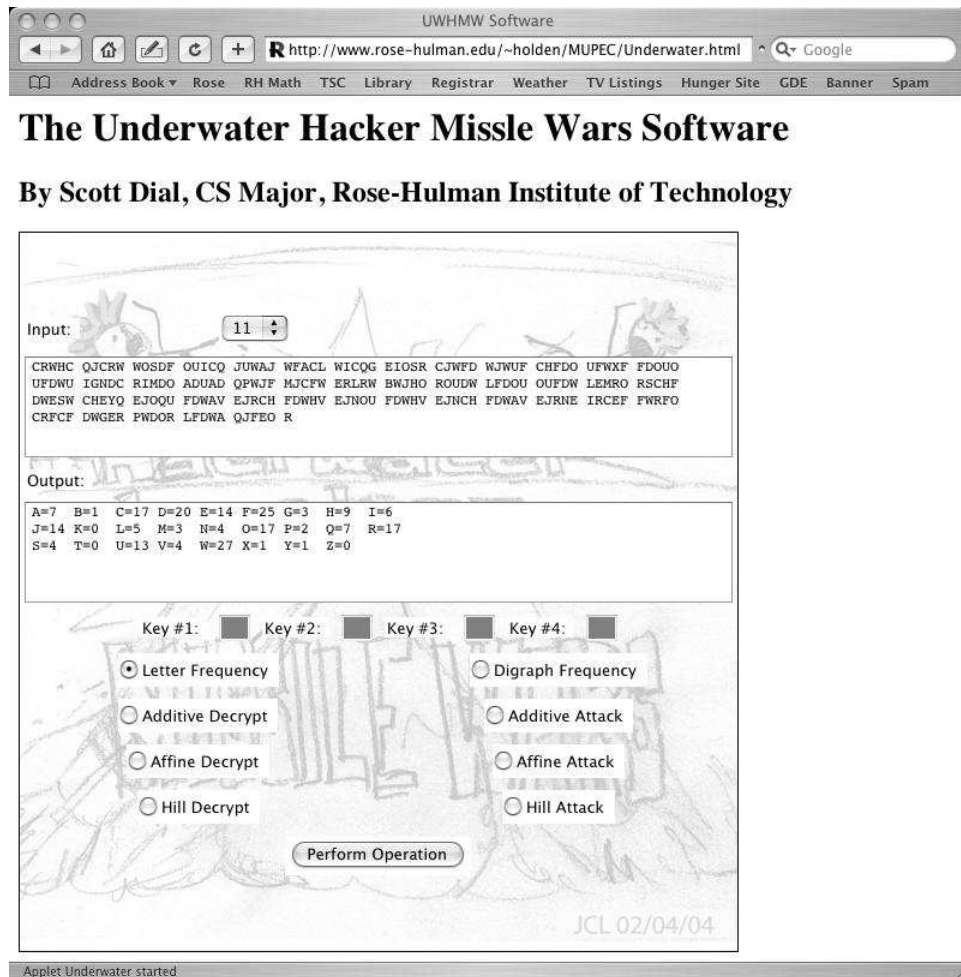 UWHMW Software
http://www.rose-hulman.edu/~holden/MUPEC/Underwater.html Google
Address Book Rose RH Math TSC Library Registrar Weather TV Listings Hunger Site GDE Banner Spam
The Underwater Hacker Missle Wars Software
By Scott Dial, CS Major, Rose-Hulman Institute of Technology
Input: 11
CRWHC QJCRW WOSDF OUICQ JUWAJ WFACL WICQG EIOSR CJWFD WJWUF CHFDO UFWXF FDOUO
UFDWU IGNDC RIMDO ADUAD QPWJF MJCFW ERLRW BWJHO ROUDW LFDOU OUFDW LEMRO RSCHF
DWESW CHEYQ EJOQU FDWAV EJRCH FDWHV EJNOU FDWHV EJNCH FDWAV EJRNE IRCEF FWRFO
CRFCF DWGER PWDOR LFDWA QJFEO R
Output:
A=7 B=1 C=17 D=20 E=14 F=25 G=3 H=9 I=6
J=14 K=0 L=5 M=3 N=4 O=17 P=2 Q=7 R=17
S=4 T=0 U=13 V=4 W=27 X=1 Y=1 Z=0
Key #1: Key #2: Key #3: Key #4:
Letter Frequency Digraph Frequency
Additive Decrypt Additive Attack
Affine Decrypt Affine Attack
Hill Decrypt Hill Attack
Perform Operation
JCL 02/04/04
Applet Underwater started